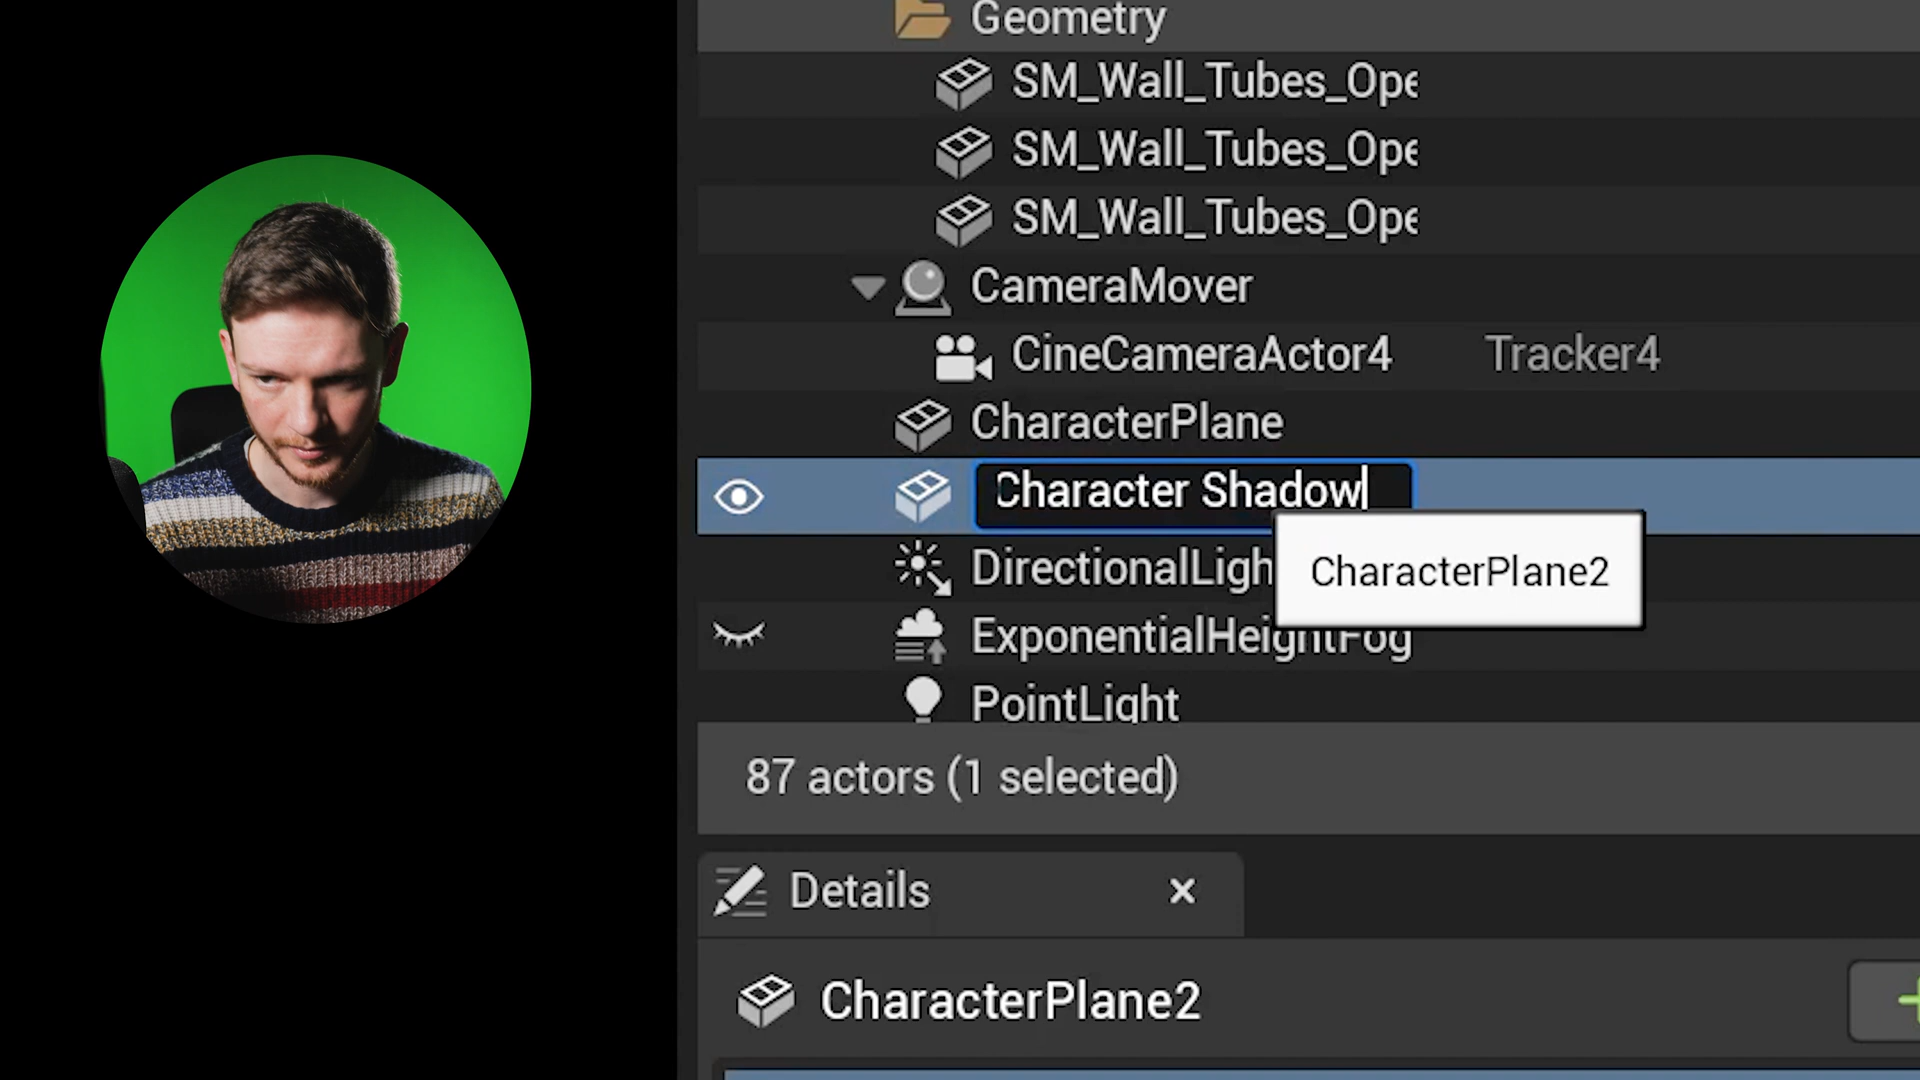 Geometry
SM_Wall_Tubes_Ope
SM_Wall_Tubes_Ope
SM_Wall_Tubes_Ope
CameraMover
CineCameraActor4 Tracker4
CharacterPlane
Character Shadow
CharacterPlane2
DirectionalLigh
ExponentialHeightFog
PointLight
87 actors (1 selected)
Details
CharacterPlane2